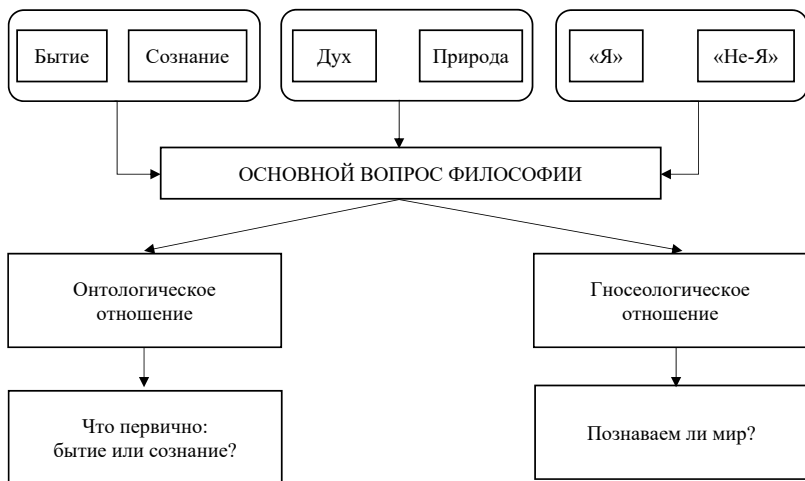 Бытие
Сознание
Дух
Природа
«Я»
«Не-Я»
ОСНОВНОЙ ВОПРОС ФИЛОСОФИИ
Онтологическое
отношение
Гносеологическое
отношение
Что первично:
бытие или сознание?
Познаваем ли мир?